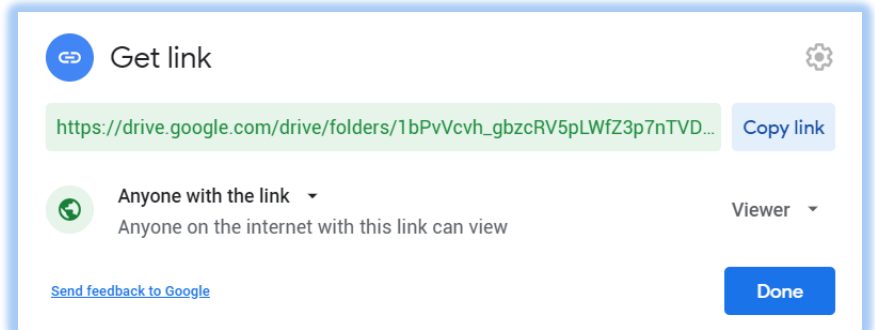 Get link
https://drive.google.com/drive/folders/1bPvVcvh_gbzcRV5pLWfZ3p7nTVD... Copy link
Anyone with the link
Anyone on the internet with this link can view
Viewer
Send feedback to Google
Done